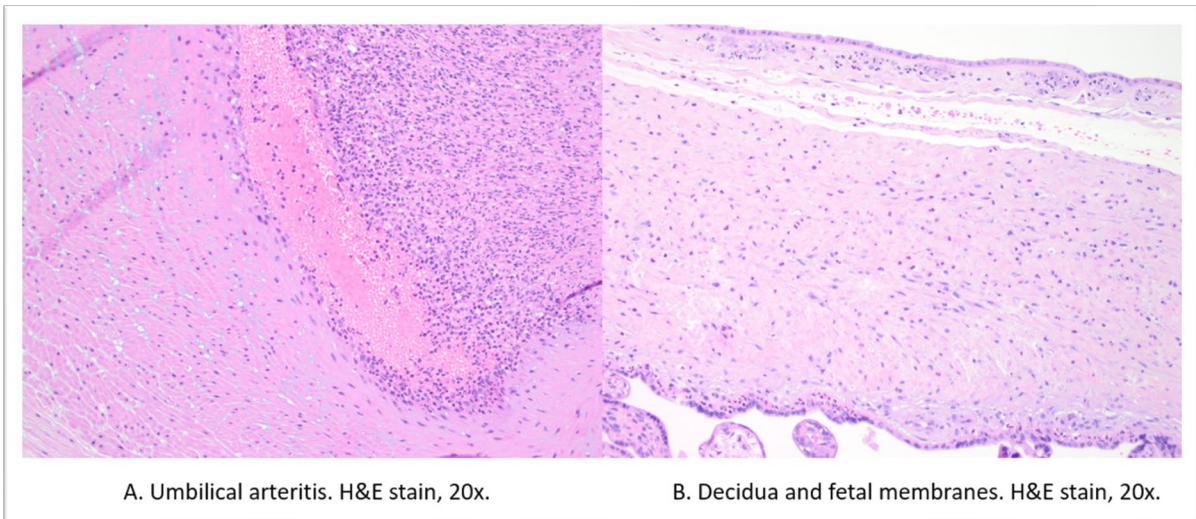 A. Umbilical arteritis. H&E stain, 20x.
B. Decidua and fetal membranes. H&E stain, 20x.